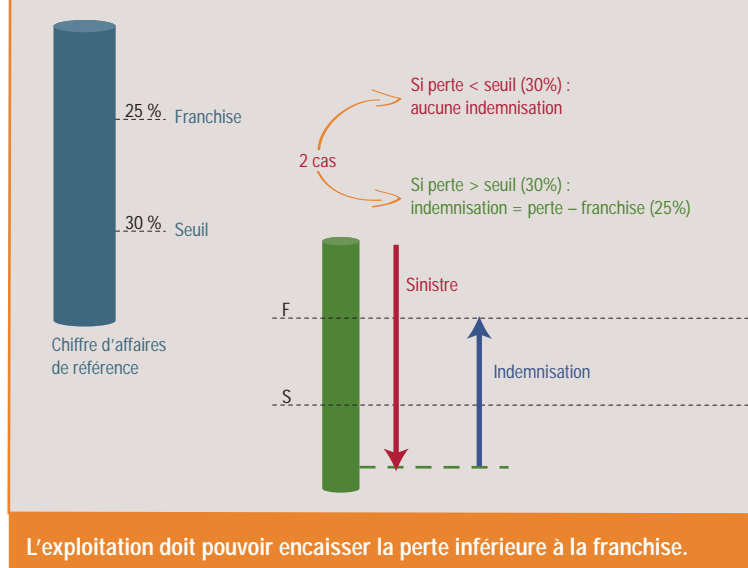 25 % Franchise
30 % Seuil
Chiffre d'affaires
de référence
2 cas
Si perte < seuil (30%) :
aucune indemnisation
Si perte > seuil (30%) :
indemnisation = perte – franchise (25%)
Sinistre
F
Indemnisation
S
L'exploitation doit pouvoir encaisser la perte inférieure à la franchise.